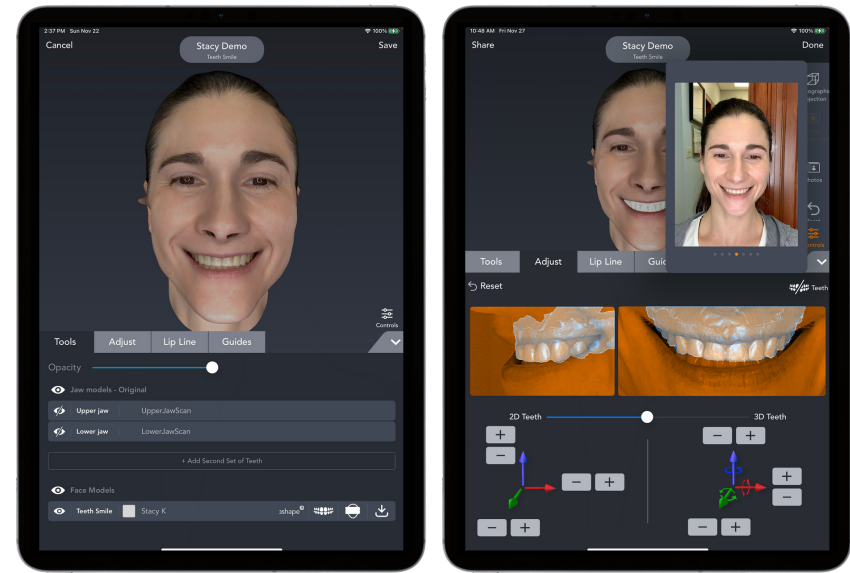 2:37 PM Sun Nov 22
100%
Cancel
Stacy Demo
Teeth Smile
Save
Controls
Tools
Adjust
Lip Line
Guides
Opacity
Jaw models - Original
Upper jaw
UpperJawScan
Lower jaw
LowerJawScan
+ Add Second Set of Teeth
Face Models
Teeth Smile
Stacy K
3shape
10:48 AM Fri Nov 27
100%
Share
Stacy Demo
Teeth Smile
Done
Tools
Adjust
Lip Line
Reset
Teeth
2D Teeth
3D Teeth